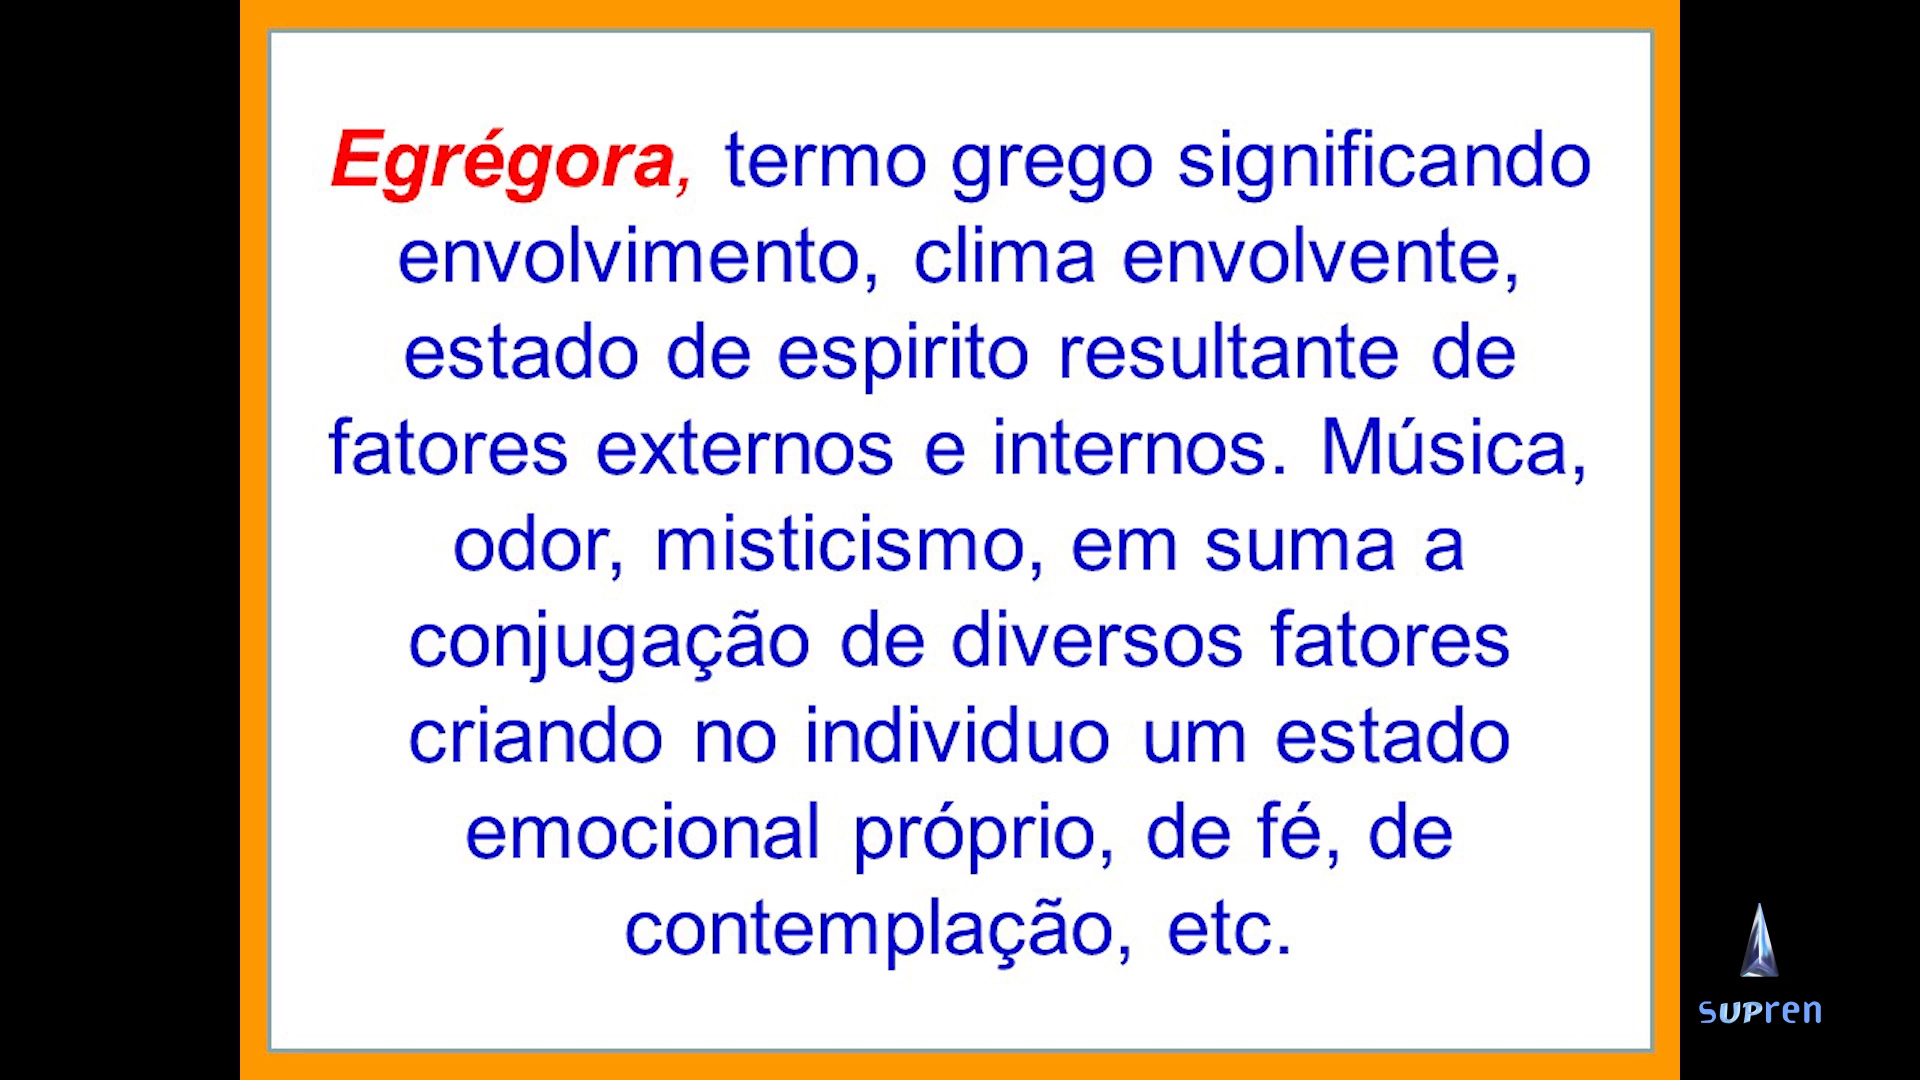 Egrégora, termo grego significando
envolvimento, clima envolvente,
estado de espirito resultante de
fatores externos e internos. Música,
odor, misticismo, em suma a
conjugação de diversos fatores
criando no individuo um estado
emocional próprio, de fé, de
contemplação, etc.
suPren